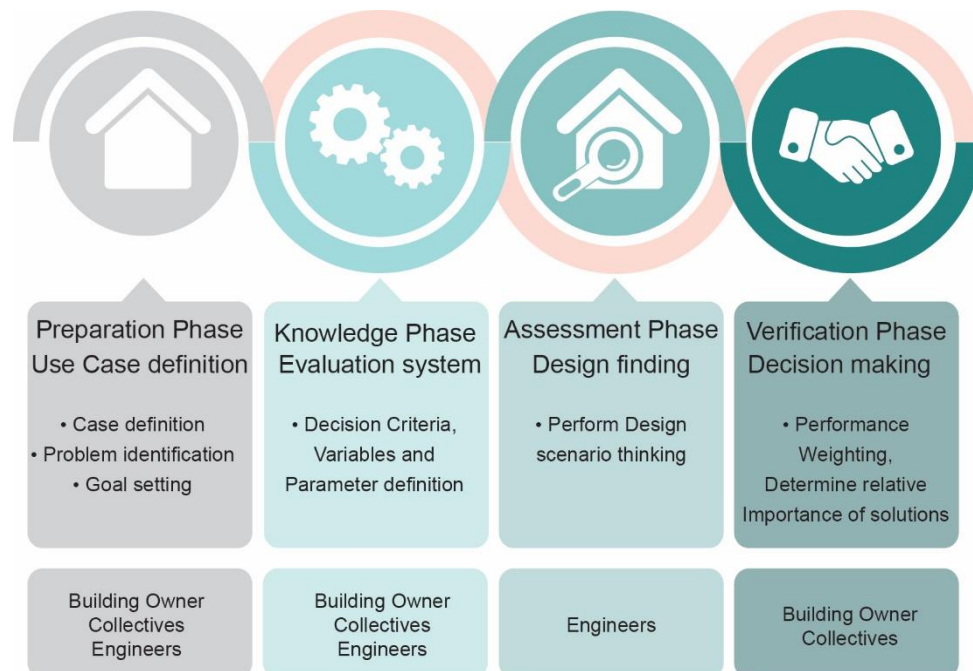 Preparation Phase
Use Case definition
• Case definition
• Problem identification
• Goal setting
Knowledge Phase
Evaluation system
• Decision Criteria,
Variables and
Parameter definition
Assessment Phase
Design finding
• Perform Design
scenario thinking
Verification Phase
Decision making
• Performance
Weighting,
Determine relative
Importance of solutions
Building Owner
Collectives
Engineers
Building Owner
Collectives
Engineers
Engineers
Building Owner
Collectives